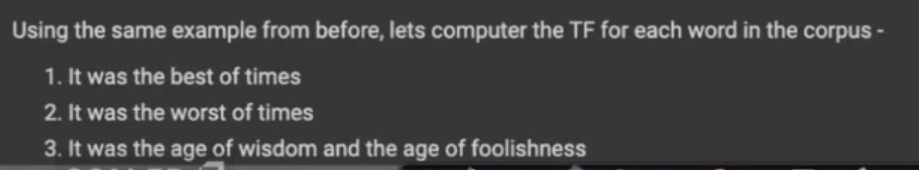 Using the same example from before, lets computer the TF for each word in the corpus -
1. It was the best of times
2. It was the worst of times
3. It was the age of wisdom and the age of foolishness